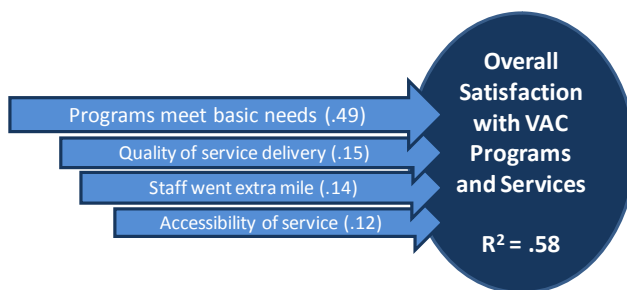 Programs meet basic needs (.49)
Quality of service delivery (.15)
Staff went extra mile (.14)
Accessibility of service (.12)
Overall
Satisfaction
with VAC
Programs
and Services
R² = .58